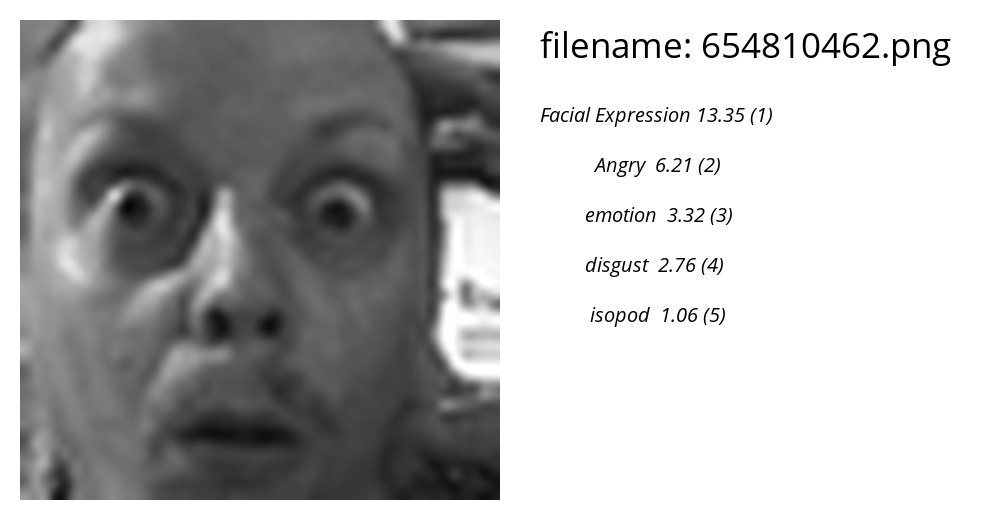 filename: 654810462.png
Facial Expression 13.35 (1)
Angry 6.21 (2)
emotion 3.32 (3)
disgust 2.76 (4)
isopod 1.06 (5)